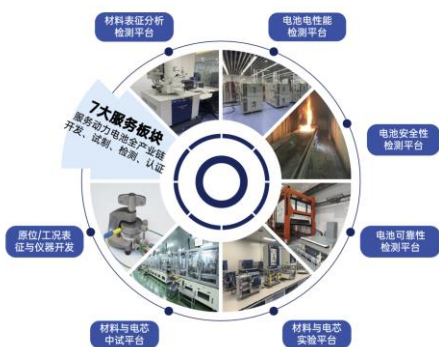 材料表征分析
检测平台
电池电性能
检测平台
7大服务板块
服务动力电池全产业链
开发、试制、检测、认证
电池安全性
检测平台
原位/工况表
征与仪器开发
电池可靠性
检测平台
材料与电芯
中试平台
材料与电芯
实验平台